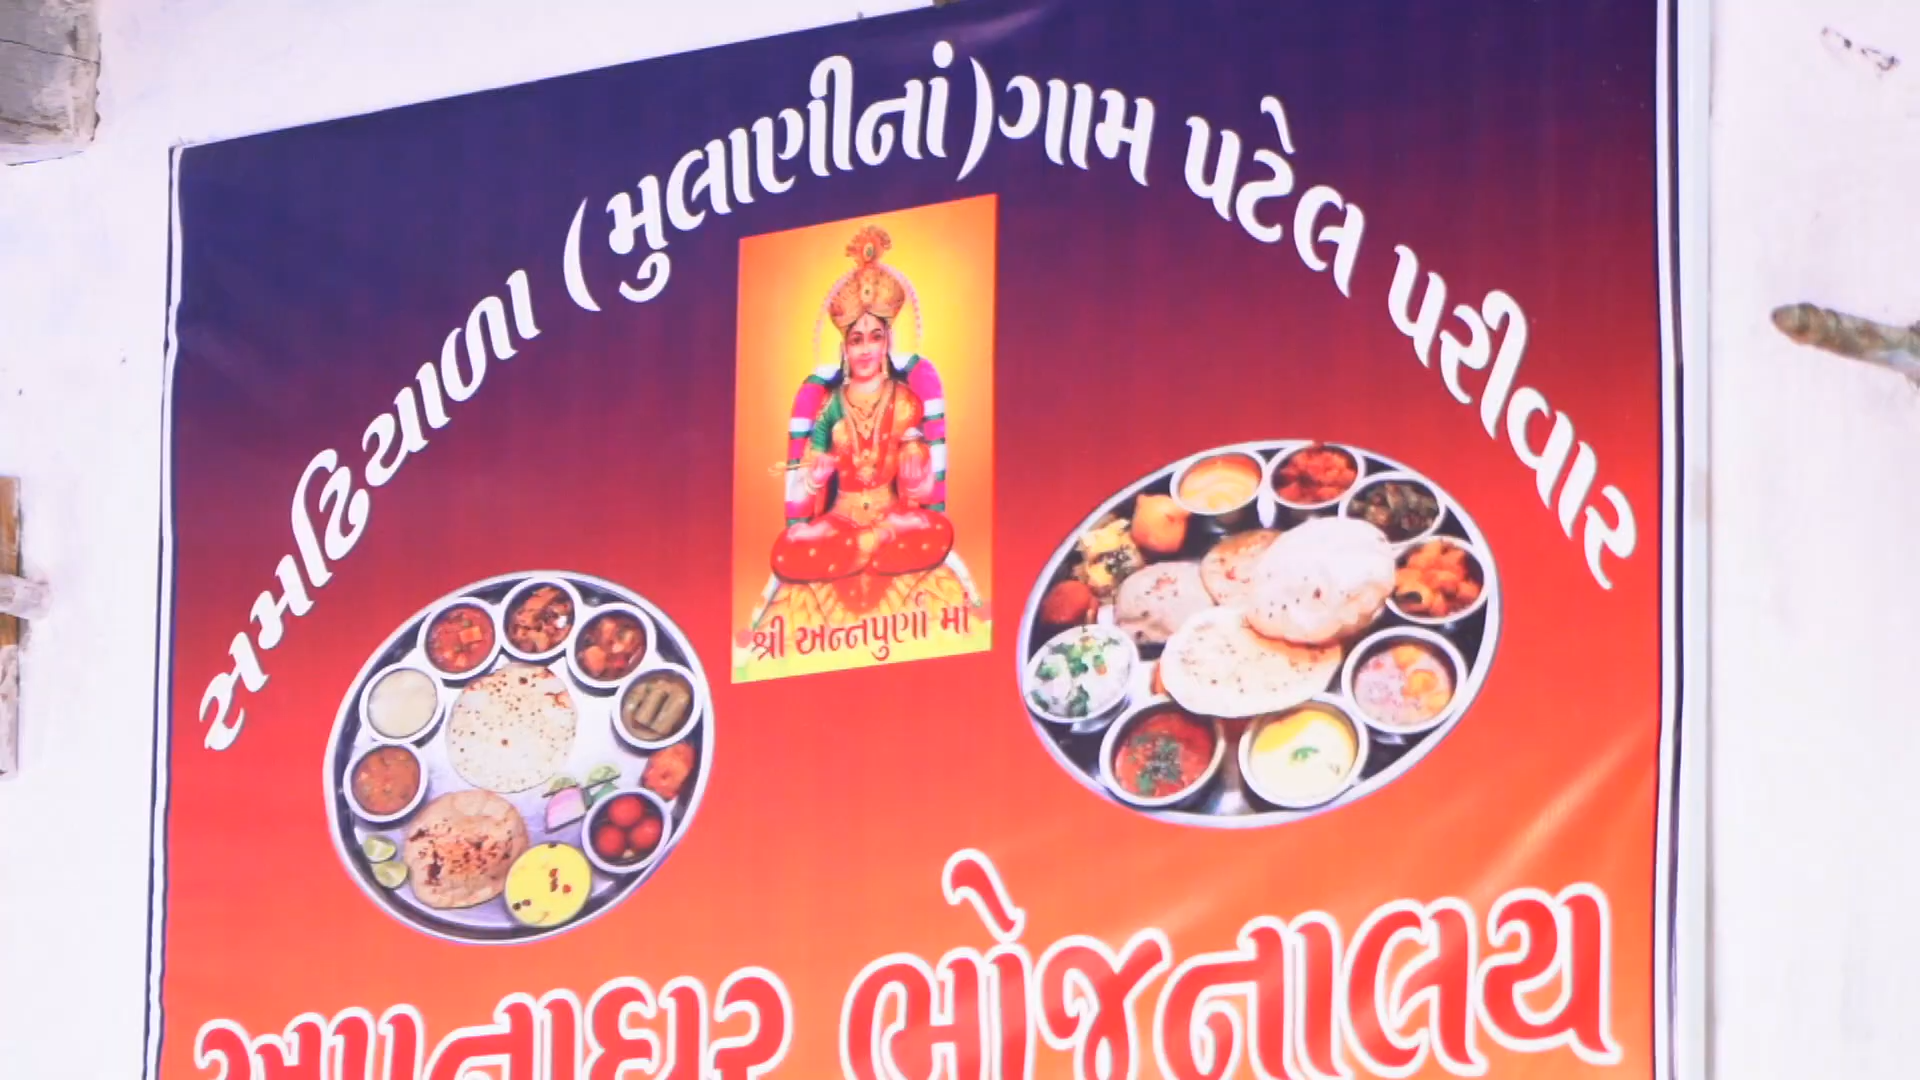 સમઢિયાળા (મુલાણીનાં) ગામ પટેલ પરીવાર
શ્રી અન્નપુર્ણા માં
ભોજનાલય